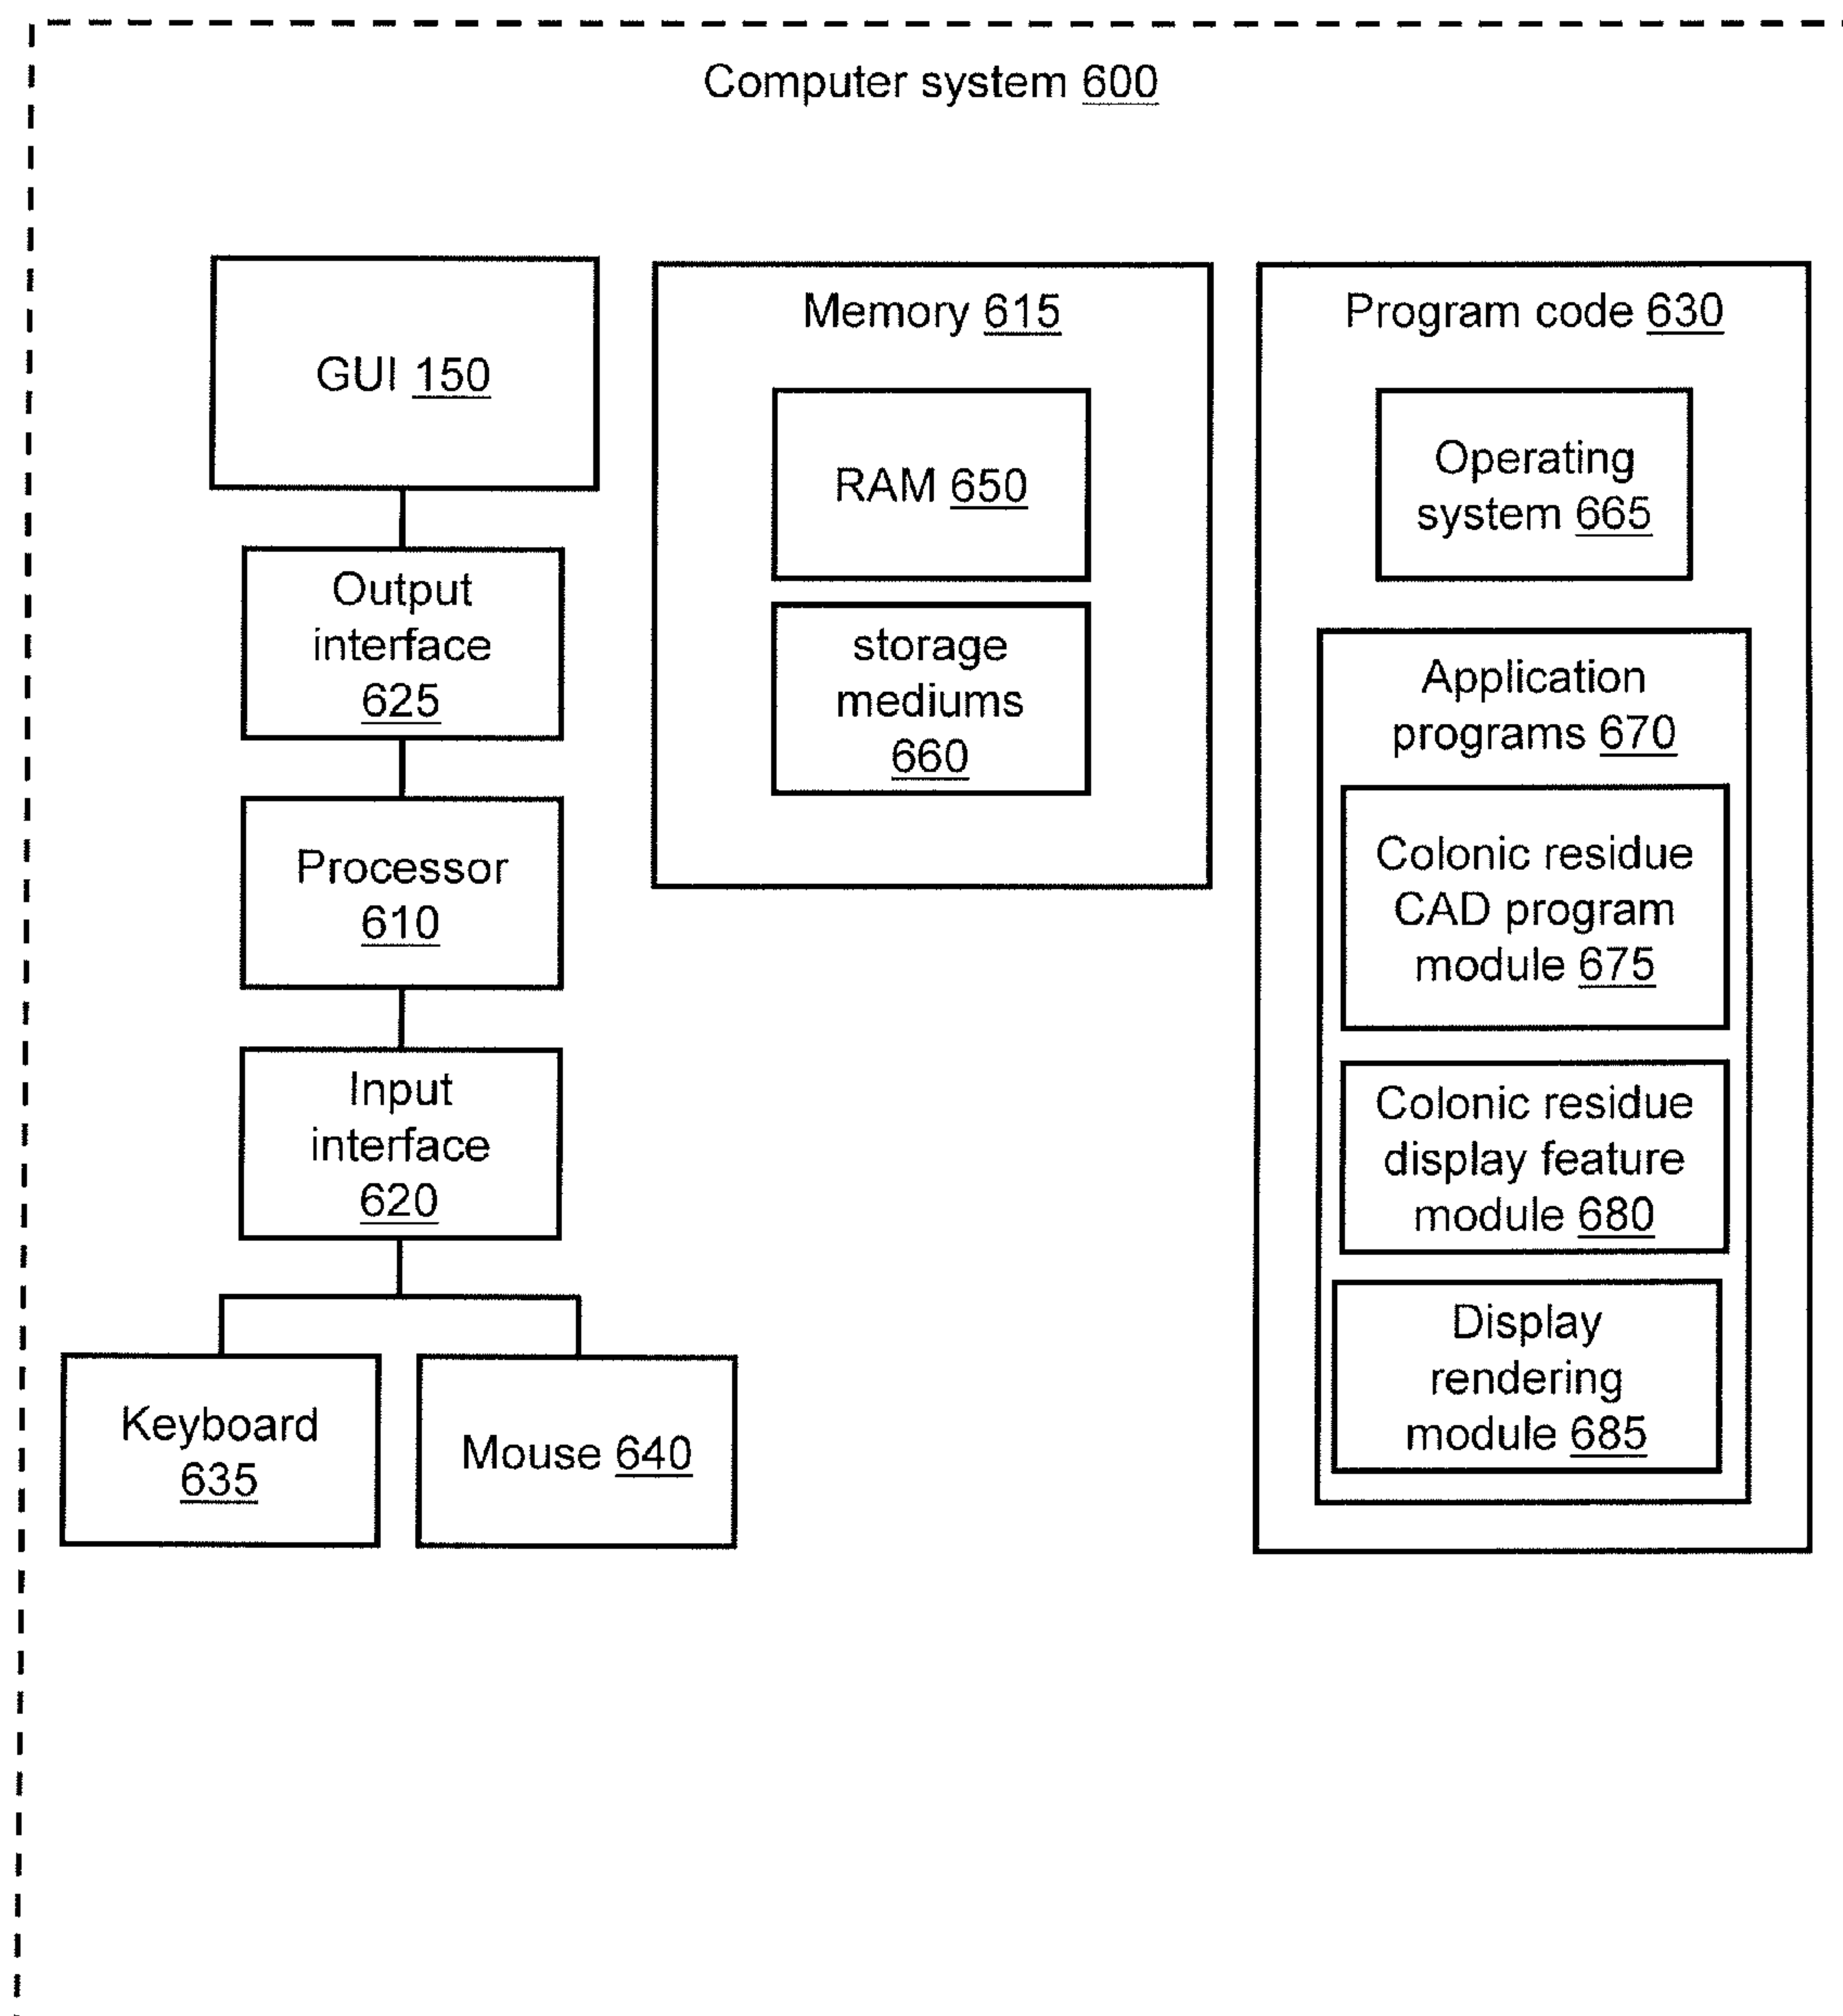 Computer system 600
GUI 150
Output
interface
625
Processor
610
Input
interface
620
Keyboard
635
Mouse 640
Memory 615
RAM 650
storage
mediums
660
Program code 630
Operating
system 665
Application
programs 670
Colonic residue
CAD program
module 675
Colonic residue
display feature
module 680
Display
rendering
module 685